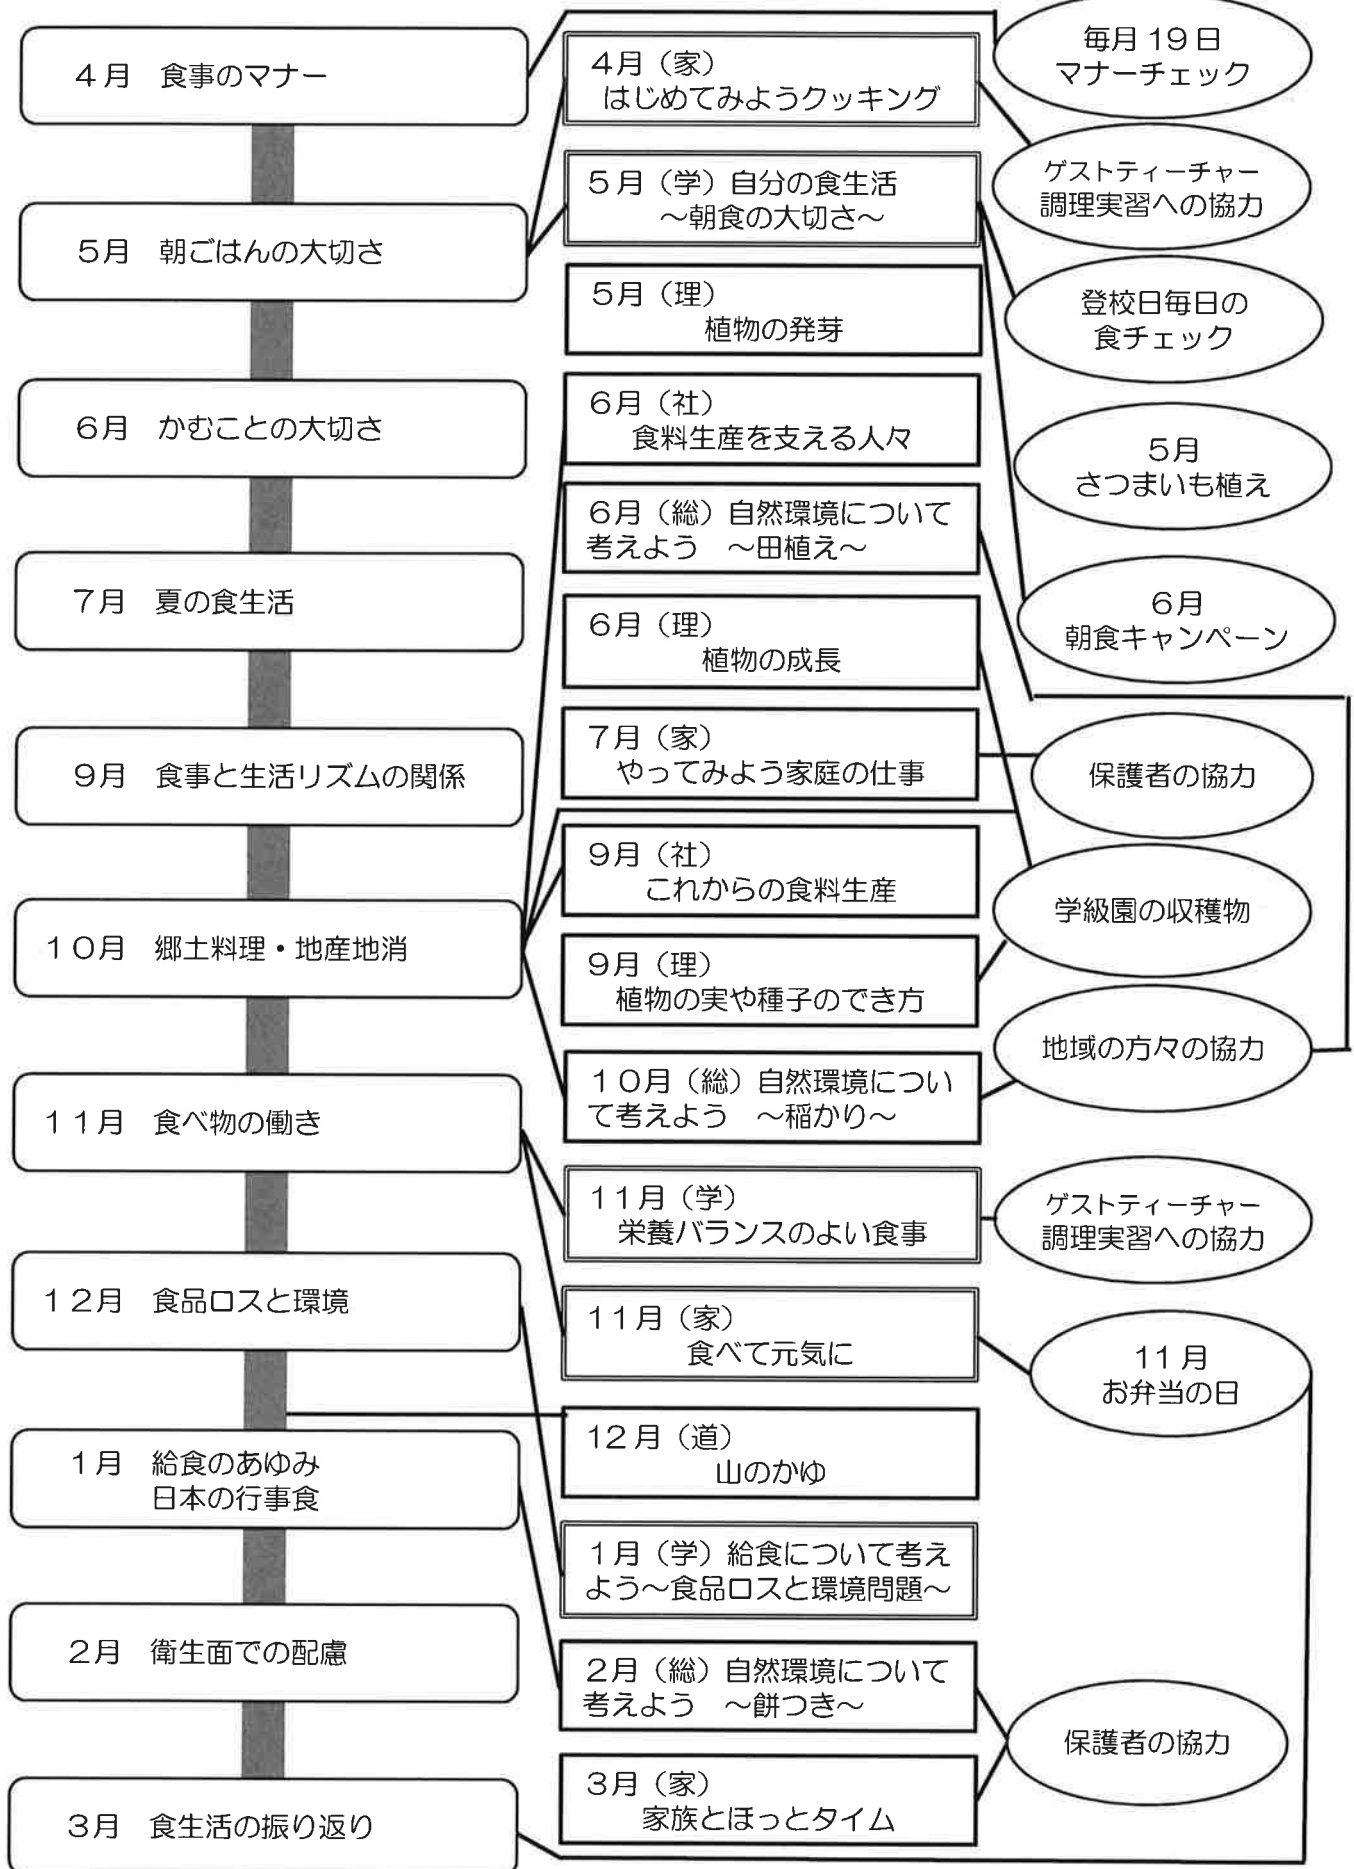 4月 食事のマナー
5月 朝ごはんの大切さ
6月 かむことの大切さ
7月 夏の食生活
9月 食事と生活リズムの関係
10月 郷土料理・地産地消
11月 食べ物の働き
12月 食品ロスと環境
1月 給食のあゆみ
日本の行事食
2月 衛生面での配慮
3月 食生活の振り返り
4月（家）
はじめてみようクッキング
5月（学）自分の食生活
～朝食の大切さ～
5月（理）
植物の発芽
6月（社）
食料生産を支える人々
6月（総）自然環境について
考えよう ～田植え～
6月（理）
植物の成長
7月（家）
やってみよう家庭の仕事
9月（社）
これからの食料生産
9月（理）
植物の実や種子のでき方
10月（総）自然環境につい
て考えよう ～稲かり～
11月（学）
栄養バランスのよい食事
11月（家）
食べて元気に
12月（道）
山のかゆ
1月（学）給食について考え
よう～食品ロスと環境問題～
2月（総）自然環境について
考えよう ～餅つき～
3月（家）
家族とほっとタイム
毎月19日
マナーチェック
ゲストティーチャー
調理実習への協力
登校日毎日の
食チェック
5月
さつまいも植え
6月
朝食キャンペーン
保護者の協力
学級園の収穫物
地域の方々の協力
ゲストティーチャー
調理実習への協力
11月
お弁当の日
保護者の協力